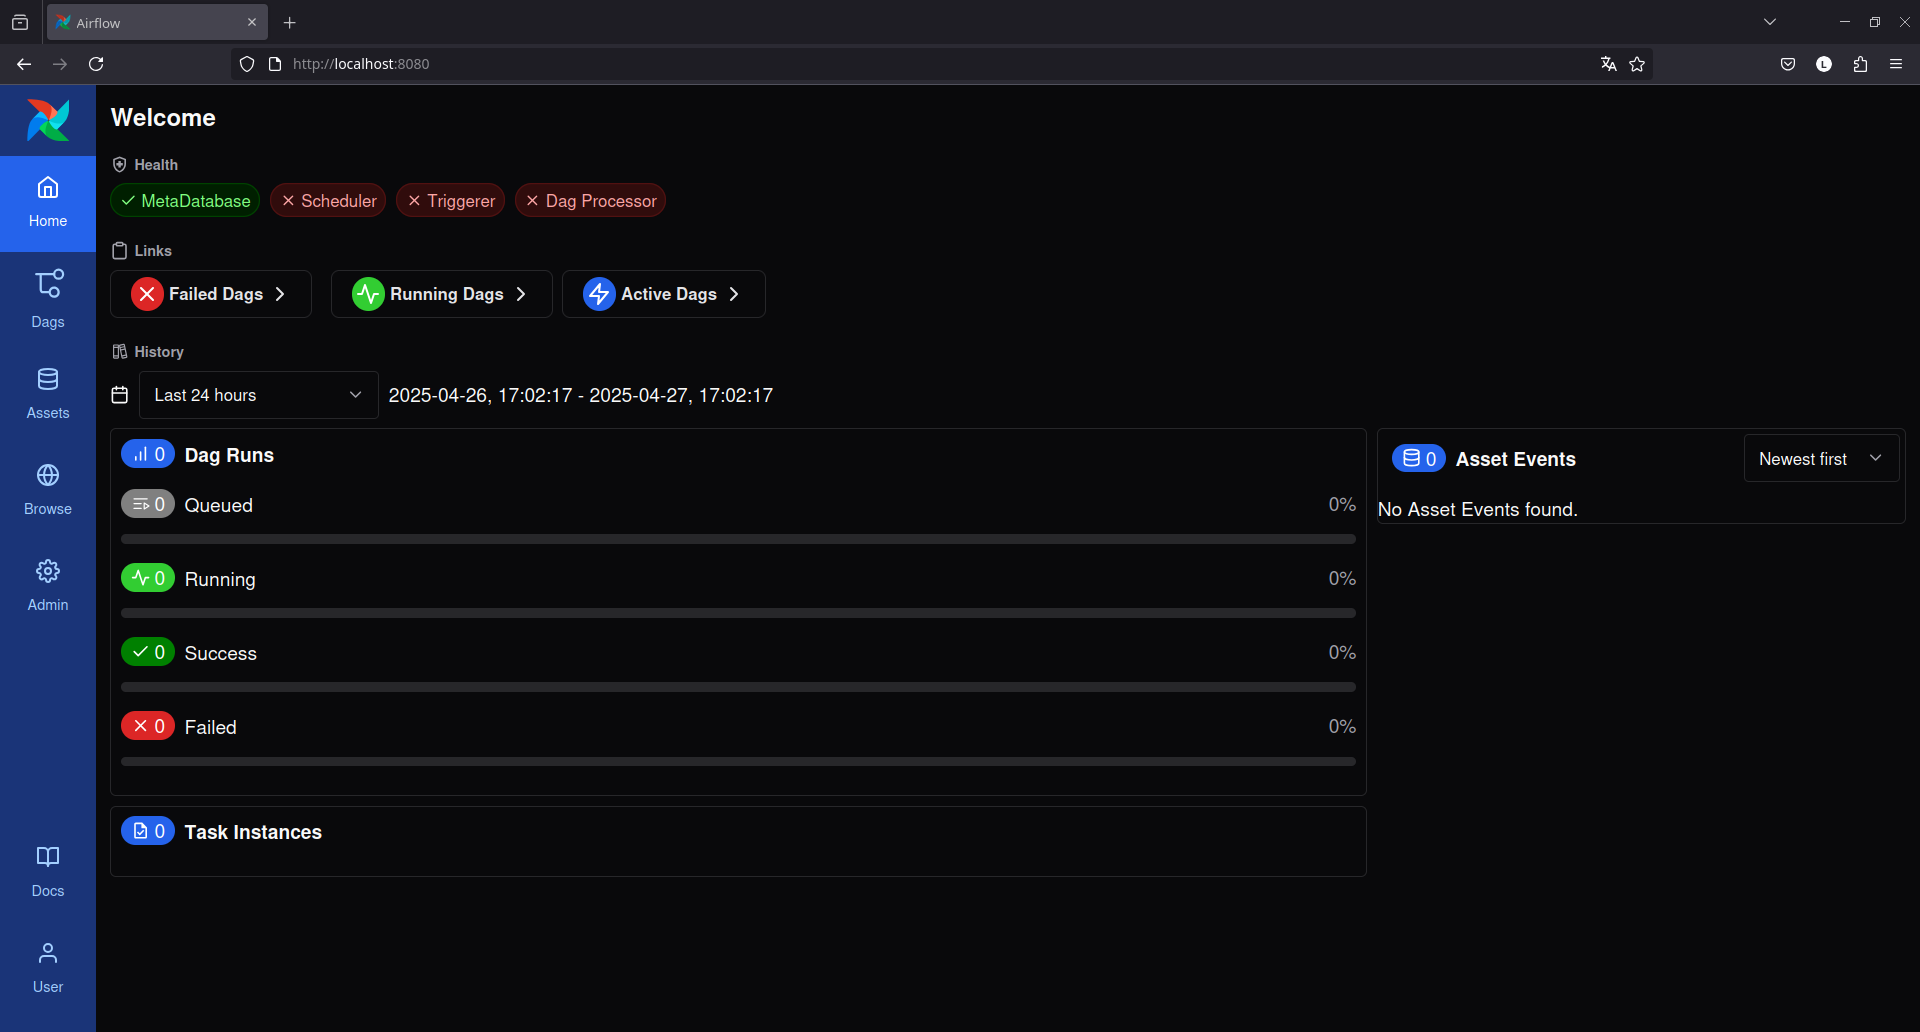 Airflow
http://localhost:8080
L
Welcome
Health
MetaDatabase Scheduler Triggerer Dag Processor
Home
Links
Failed Dags Running Dags Active Dags
Dags
History
Last 24 hours 2025-04-26, 17:02:17 - 2025-04-27, 17:02:17
Assets
0 Dag Runs
0 Asset Events Newest first
0 Queued 0%
No Asset Events found.
Browse
0 Running 0%
Admin
0 Success 0%
0 Failed 0%
0 Task Instances
Docs
User